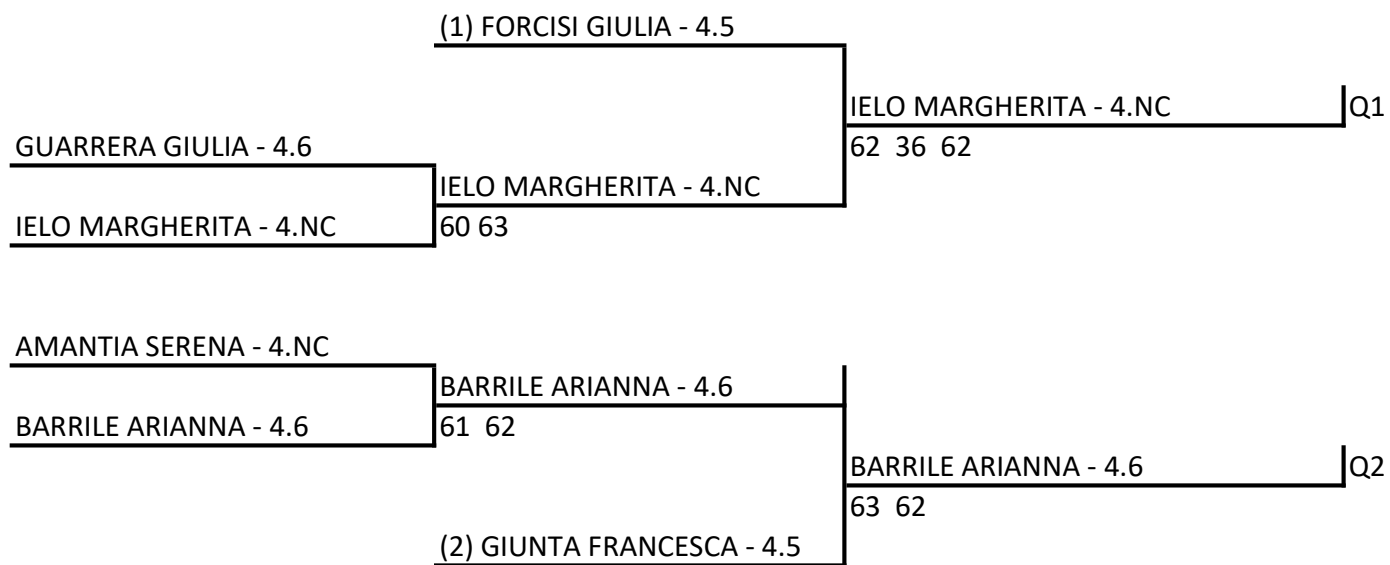 (1) FORCISI GIULIA - 4.5
IELO MARGHERITA - 4.NC
Q1
GUARRERA GIULIA - 4.6
62 36 62
IELO MARGHERITA - 4.NC
IELO MARGHERITA - 4.NC
60 63
AMANTIA SERENA - 4.NC
BARRILE ARIANNA - 4.6
BARRILE ARIANNA - 4.6
61 62
BARRILE ARIANNA - 4.6
Q2
63 62
(2) GIUNTA FRANCESCA - 4.5